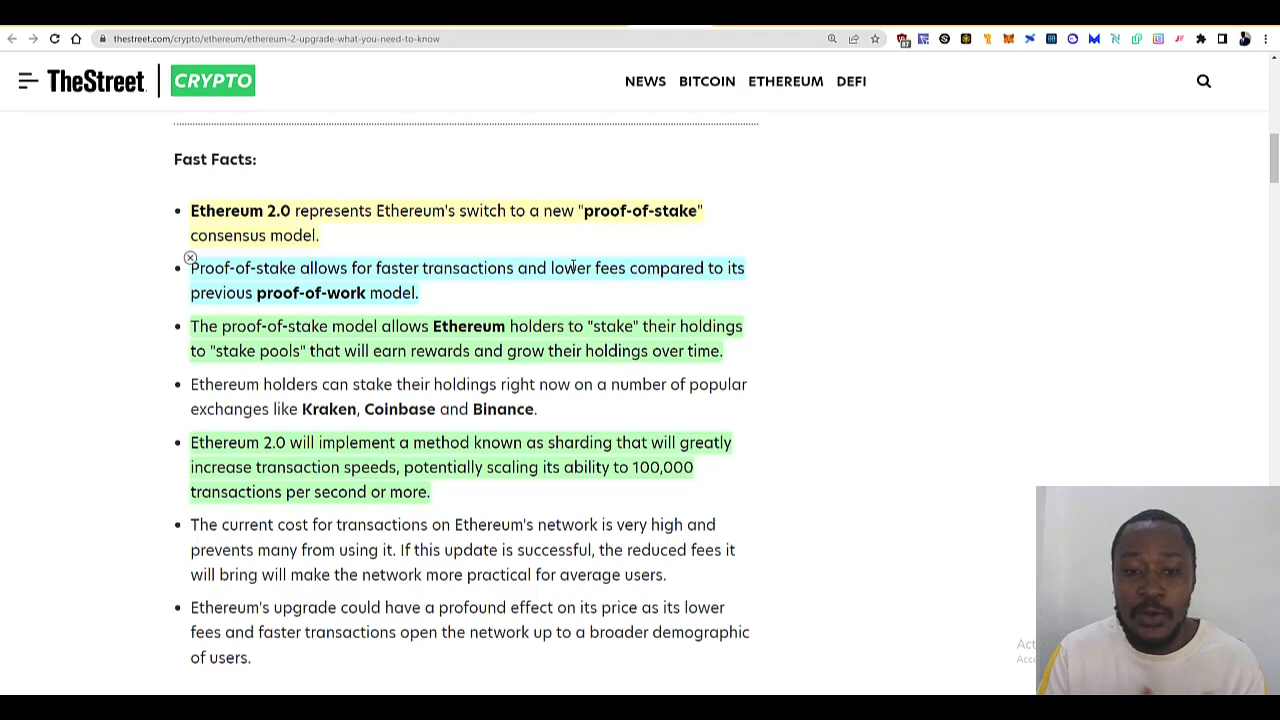 thestreet.com/crypto/ethereum/ethereum-2-upgrade-what-you-need-to-know
TheStreet CRYPTO
NEWS BITCOIN ETHEREUM DEFI
Fast Facts:
Ethereum 2.0 represents Ethereum's switch to a new "proof-of-stake"
consensus model.
Proof-of-stake allows for faster transactions and lower fees compared to its
previous proof-of-work model.
The proof-of-stake model allows Ethereum holders to "stake" their holdings
to "stake pools" that will earn rewards and grow their holdings over time.
Ethereum holders can stake their holdings right now on a number of popular
exchanges like Kraken, Coinbase and Binance.
Ethereum 2.0 will implement a method known as sharding that will greatly
increase transaction speeds, potentially scaling its ability to 100,000
transactions per second or more.
The current cost for transactions on Ethereum's network is very high and
prevents many from using it. If this update is successful, the reduced fees it
will bring will make the network more practical for average users.
Ethereum's upgrade could have a profound effect on its price as its lower
fees and faster transactions open the network up to a broader demographic
of users.
Act
Acce